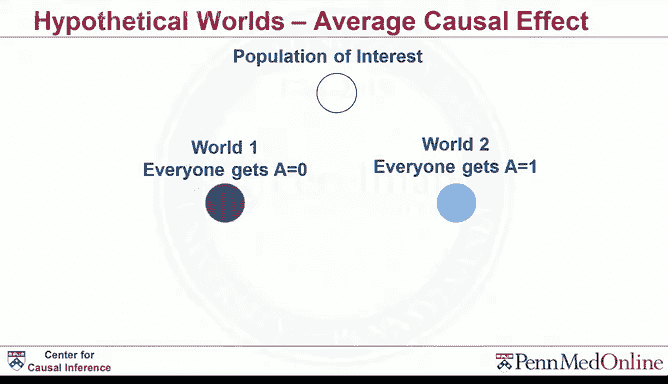 Hypothetical Worlds – Average Causal Effect
Population of Interest
World 1
Everyone gets A=0
World 2
Everyone gets A=1
Center for
Causal Inference
PennMedOnline